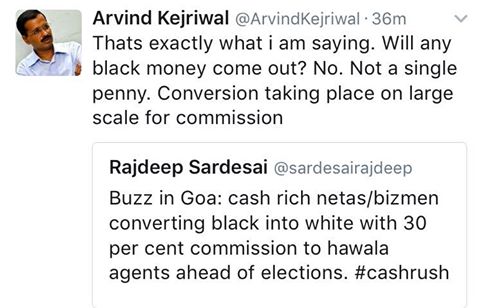 Arvind Kejriwal @ArvindKejriwal · 36m
Thats exactly what i am saying. Will any
black money come out? No. Not a single
penny. Conversion taking place on large
scale for commission
Rajdeep Sardesai @sardesairajdeep
Buzz in Goa: cash rich netas/bizmen
converting black into white with 30
per cent commission to hawala
agents ahead of elections. #cashrush